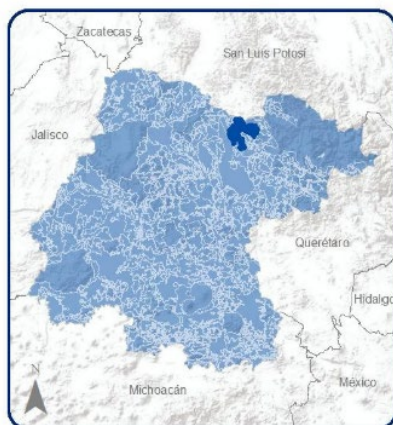 Zacatecas
San Luis Potosí
Jalisco
Querétaro
Hidalgo
N
Michoacán
México